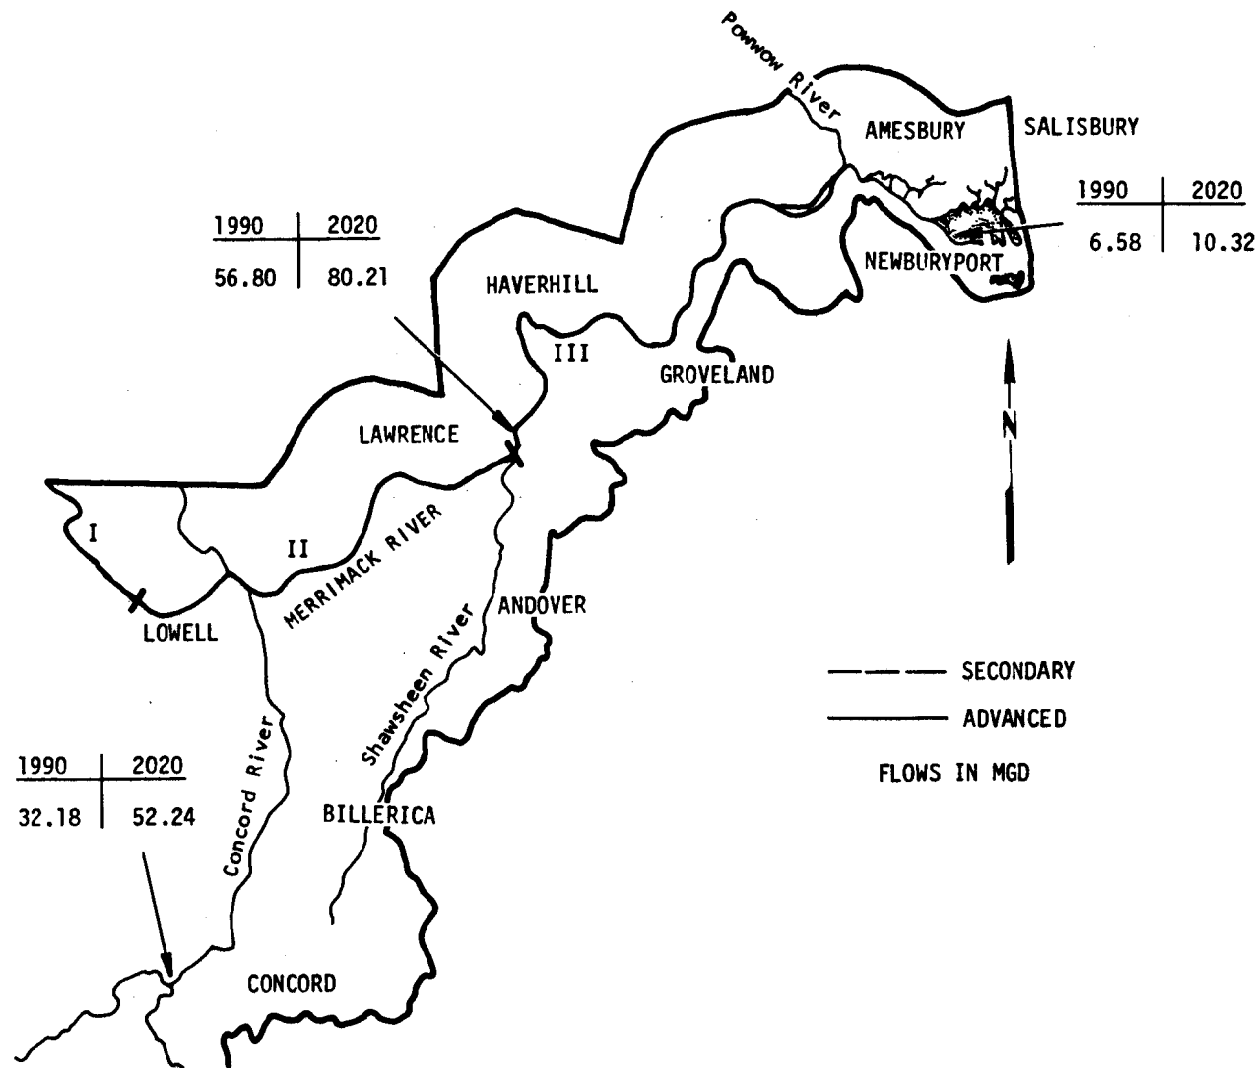 Powwow River
AMESBURY
SALISBURY
1990 2020
6.58 10.32
1990 2020
56.80 80.21
NEWBURYPORT
HAVERHILL
III
GROVELAND
LAWRENCE
N
I
II
MERRIMACK RIVER
ANDOVER
LOWELL
Shawsheen River
SECONDARY
ADVANCED
FLOWS IN MGD
Concord River
1990 2020
32.18 52.24
BILLERICA
CONCORD